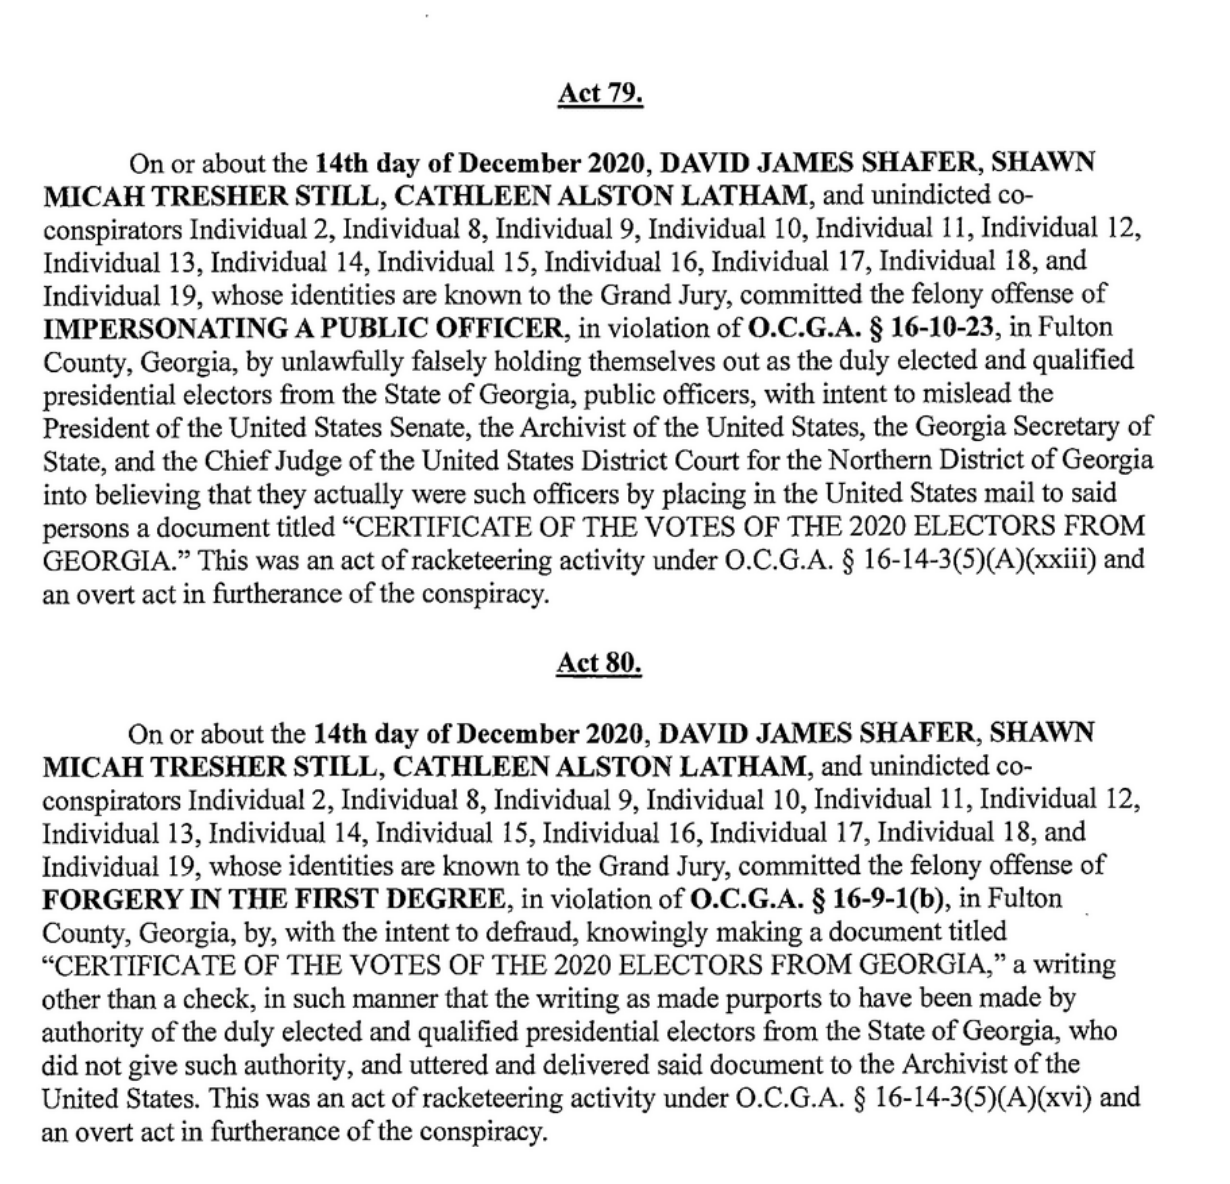 Act 79.
On or about the 14th day of December 2020, DAVID JAMES SHAFER, SHAWN
MICAH TRESHER STILL, CATHLEEN ALSTON LATHAM, and unindicted co-
conspirators Individual 2, Individual 8, Individual 9, Individual 10, Individual 11, Individual 12,
Individual 13, Individual 14, Individual 15, Individual 16, Individual 17, Individual 18, and
Individual 19, whose identities are known to the Grand Jury, committed the felony offense of
IMPERSONATING A PUBLIC OFFICER, in violation of O.C.G.A. § 16-10-23, in Fulton
County, Georgia, by unlawfully falsely holding themselves out as the duly elected and qualified
presidential electors from the State of Georgia, public officers, with intent to mislead the
President of the United States Senate, the Archivist of the United States, the Georgia Secretary of
State, and the Chief Judge of the United States District Court for the Northern District of Georgia
into believing that they actually were such officers by placing in the United States mail to said
persons a document titled “CERTIFICATE OF THE VOTES OF THE 2020 ELECTORS FROM
GEORGIA.” This was an act of racketeering activity under O.C.G.A. § 16-14-3(5)(A)(xxiii) and
an overt act in furtherance of the conspiracy.
Act 80.
On or about the 14th day of December 2020, DAVID JAMES SHAFER, SHAWN
MICAH TRESHER STILL, CATHLEEN ALSTON LATHAM, and unindicted co-
conspirators Individual 2, Individual 8, Individual 9, Individual 10, Individual 11, Individual 12,
Individual 13, Individual 14, Individual 15, Individual 16, Individual 17, Individual 18, and
Individual 19, whose identities are known to the Grand Jury, committed the felony offense of
FORGERY IN THE FIRST DEGREE, in violation of O.C.G.A. § 16-9-1(b), in Fulton
County, Georgia, by, with the intent to defraud, knowingly making a document titled
“CERTIFICATE OF THE VOTES OF THE 2020 ELECTORS FROM GEORGIA,” a writing
other than a check, in such manner that the writing as made purports to have been made by
authority of the duly elected and qualified presidential electors from the State of Georgia, who
did not give such authority, and uttered and delivered said document to the Archivist of the
United States. This was an act of racketeering activity under O.C.G.A. § 16-14-3(5)(A)(xvi) and
an overt act in furtherance of the conspiracy.